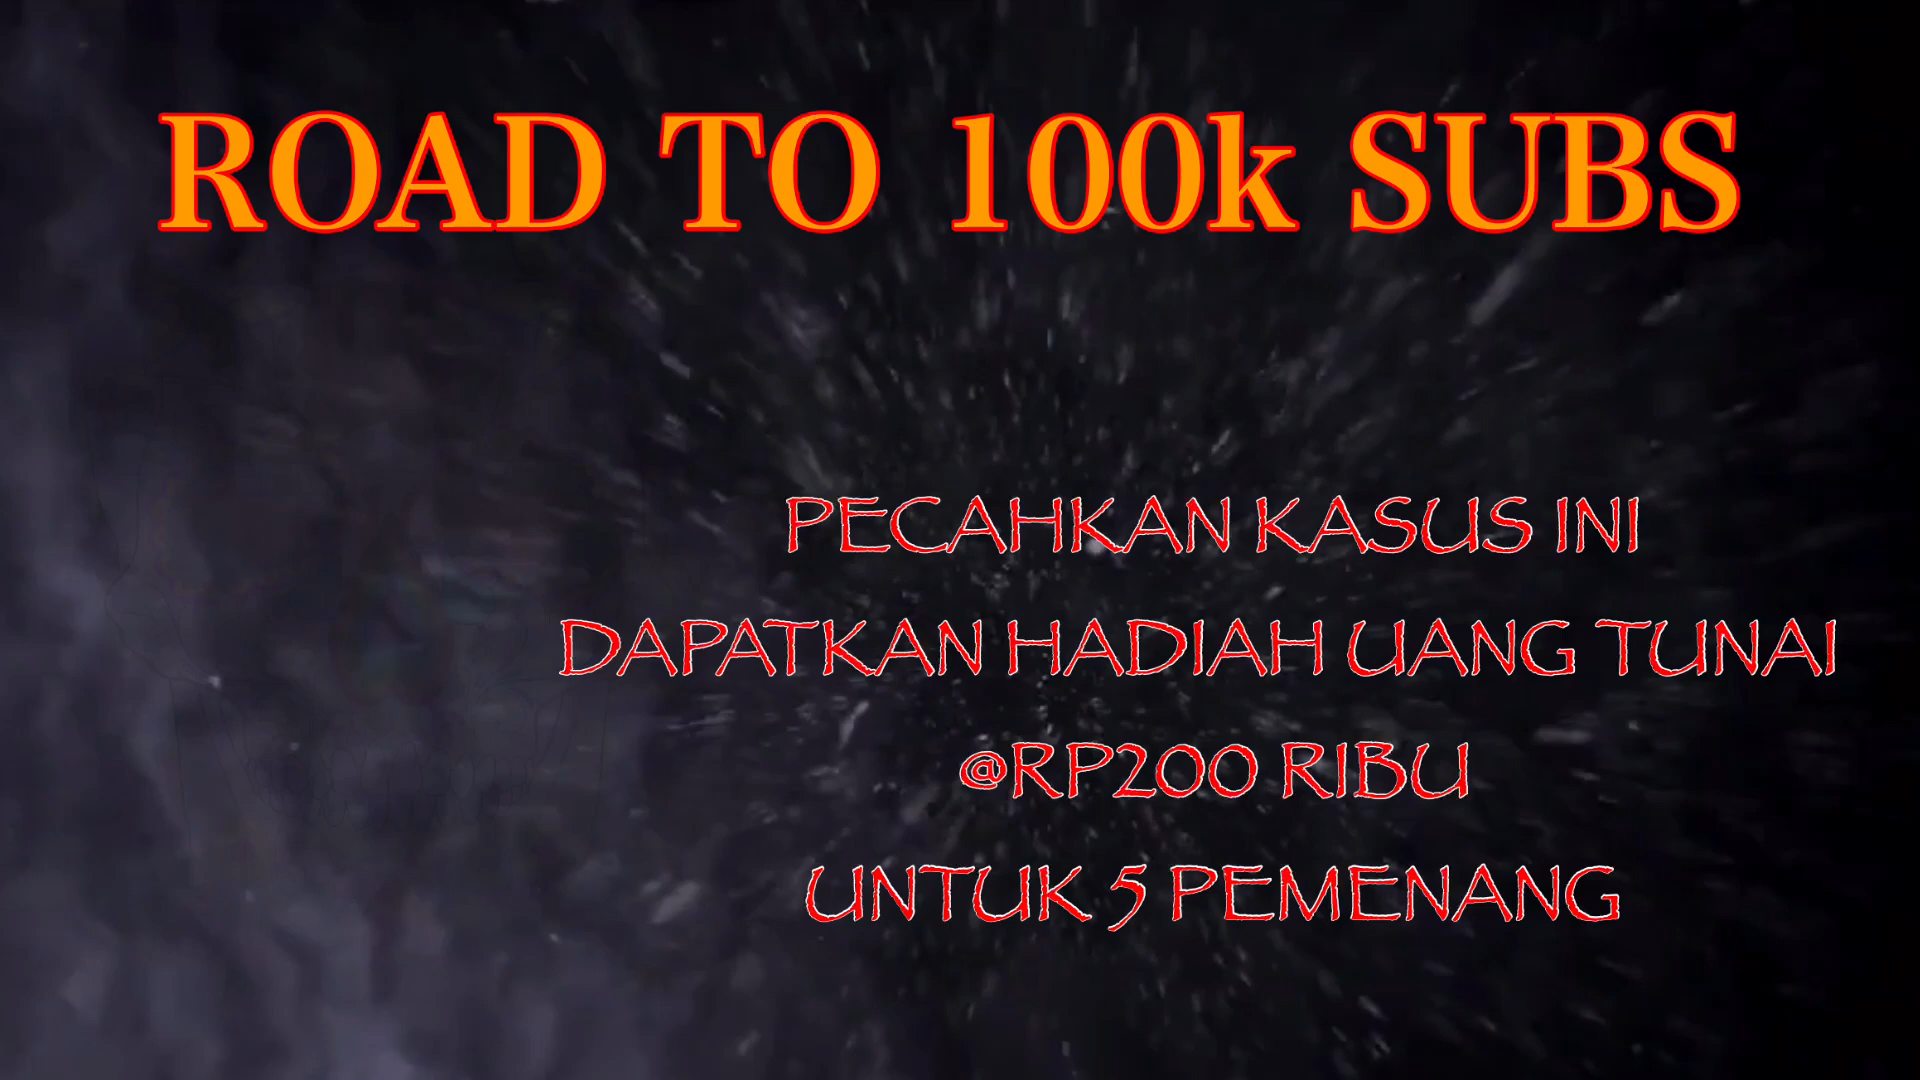 ROAD TO 100k SUBS
PECAHKAN KASUS INI
DAPATKAN HADIAH UANG TUNAI
@RP200 RIBU
UNTUK 5 PEMENANG